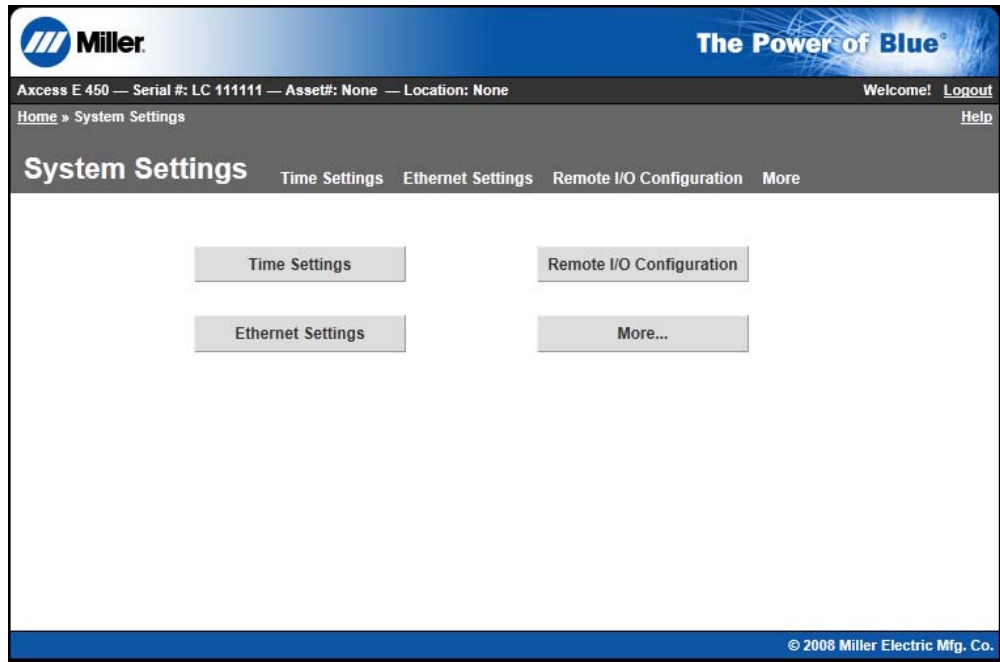 Miller.
The Power of Blue®
Axcess E 450 — Serial #: LC 111111 — Asset#: None — Location: None Welcome! Logout
Home » System Settings Help
System Settings Time Settings Ethernet Settings Remote I/O Configuration More
Time Settings Remote I/O Configuration
Ethernet Settings More...
© 2008 Miller Electric Mfg. Co.